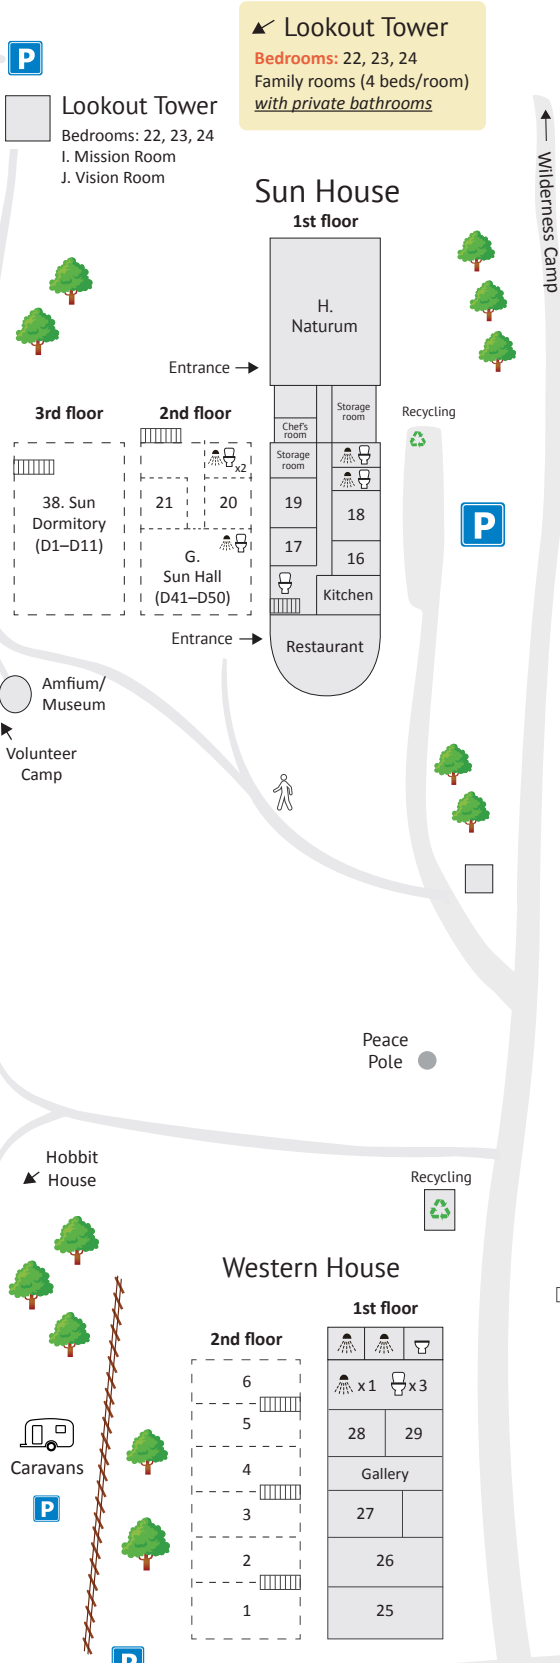 Lookout Tower
Bedrooms: 22, 23, 24
Family rooms (4 beds/room)
with private bathrooms
P
Lookout Tower
Bedrooms: 22, 23, 24
I. Mission Room
J. Vision Room
Wilderness Camp
Sun House
1st floor
H.
Naturum
Entrance
3rd floor
2nd floor
Chef's
room
Storage
room
Recycling
Storage
room
x2
38. Sun
Dormitory
(D1–D11)
21
20
19
18
P
G.
Sun Hall
(D41–D50)
17
16
Kitchen
Entrance
Restaurant
Amfium/
Museum
Volunteer
Camp
Peace
Pole
Hobbit
House
Recycling
Western House
1st floor
2nd floor
6
x 1
x 3
5
28
29
Caravans
4
Gallery
P
3
27
2
26
1
25
P